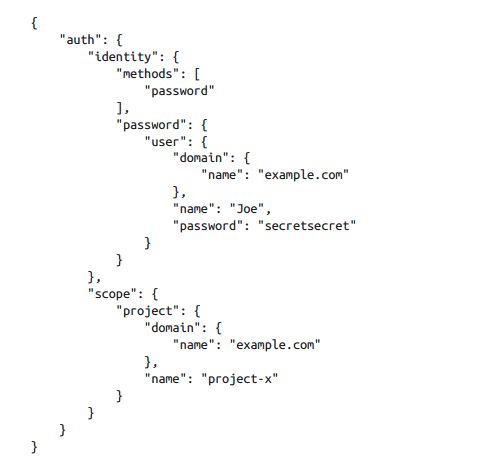 {
    "auth": {
        "identity": {
            "methods": [
                "password"
            ],
            "password": {
                "user": {
                    "domain": {
                        "name": "example.com"
                    },
                    "name": "Joe",
                    "password": "secretsecret"
                }
            }
        },
        "scope": {
            "project": {
                "domain": {
                    "name": "example.com"
                },
                "name": "project-x"
            }
        }
    }
}